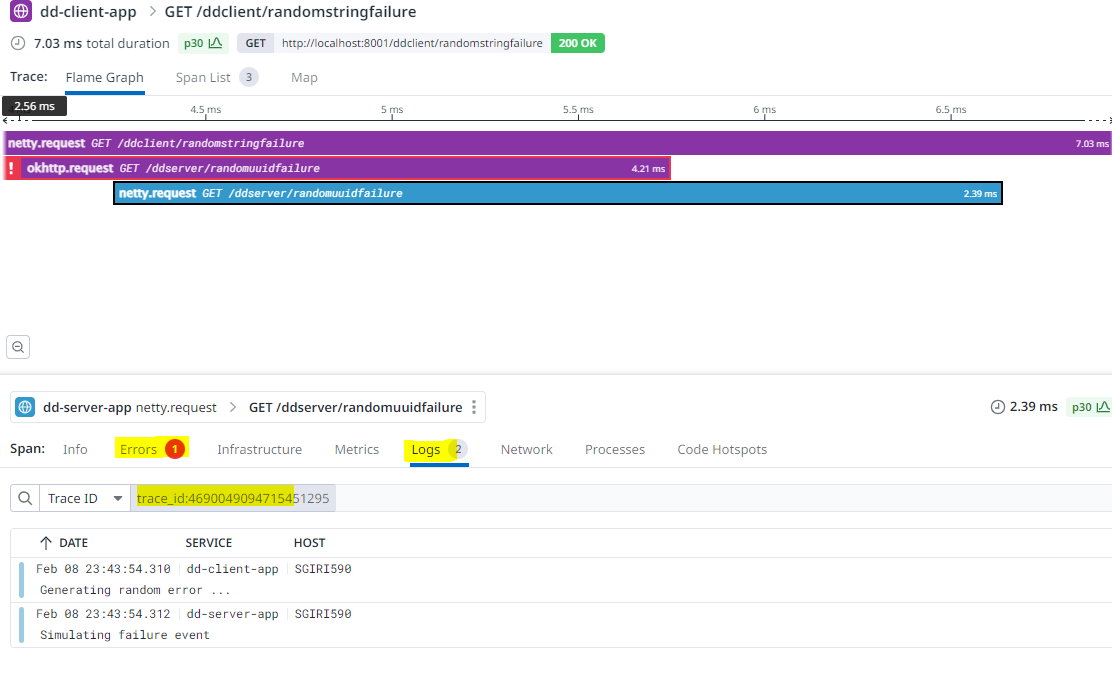 dd-client-app > GET /ddclient/randomstringfailure
7.03 ms total duration p30 GET http://localhost:8001/ddclient/randomstringfailure 200 OK
Trace: Flame Graph Span List 3 Map
2.56 ms 4.5 ms 5 ms 5.5 ms 6 ms 6.5 ms
netty.request GET /ddclient/randomstringfailure 7.03 ms
! okhttp.request GET /ddserver/randomuuidfailure 4.21 ms
netty.request GET /ddserver/randomuuidfailure 2.39 ms
dd-server-app netty.request > GET /ddserver/randomuuidfailure 2.39 ms p30
Span: Info Errors 1 Infrastructure Metrics Logs 2 Network Processes Code Hotspots
Trace ID trace_id:4690049094715451295
DATE SERVICE HOST
Feb 08 23:43:54.310 dd-client-app SGIRI590
Generating random error ...
Feb 08 23:43:54.312 dd-server-app SGIRI590
Simulating failure event